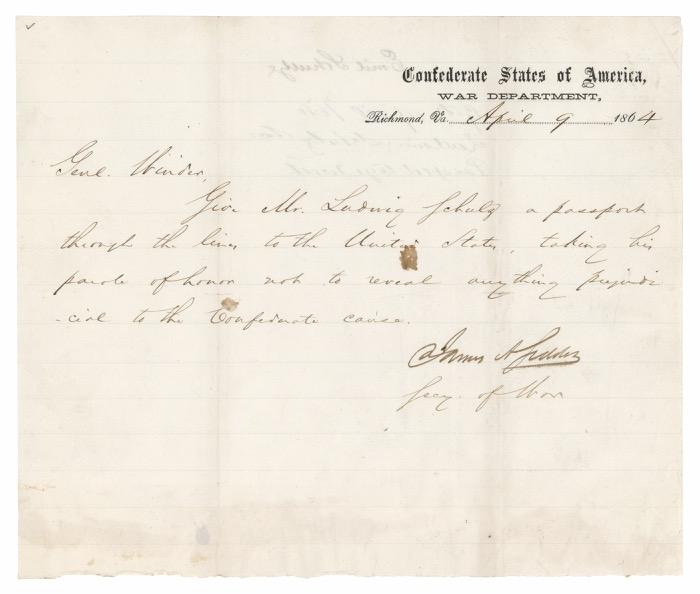 Confederate States of America,
WAR DEPARTMENT,
Richmond, Va. April 9 1864
Genl. Winder,
Give Mr. Ludwig Schulz a passport
through the lines to the United States, taking his
parole of honor not to reveal anything prejudi
-cial to the Confederate cause.
James A Seddon
Secy. of War